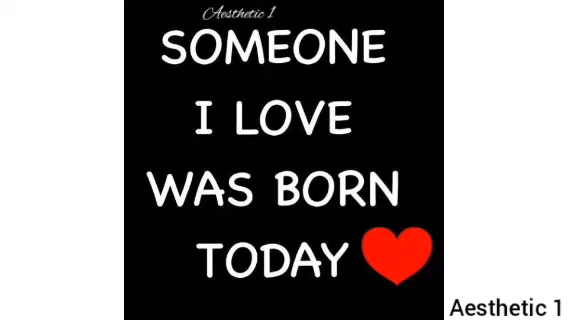 Aesthetic 1
SOMEONE
I LOVE
WAS BORN
TODAY
Aesthetic 1